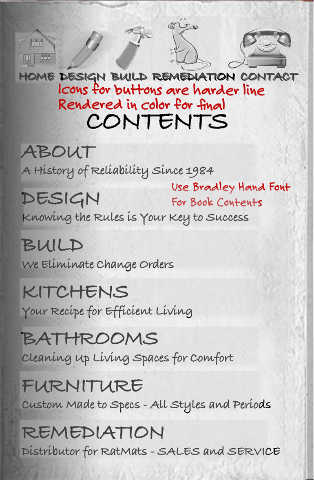 HOME DESIGN BUILD REMEDIATION CONTACT
Icons for buttons are harder line
Rendered in color for final
CONTENTS
ABOUT
A History of Reliability Since 1984
Use Bradley Hand Font
DESIGN
For Book Contents
Knowing the Rules is Your Key to Success
BUILD
We Eliminate Change Orders
KITCHENS
Your Recipe for Efficient Living
BATHROOMS
Cleaning Up Living Spaces for Comfort
FURNITURE
Custom Made to Specs - All Styles and Periods
REMEDIATION
Distributor for RatMats - SALES and SERVICE